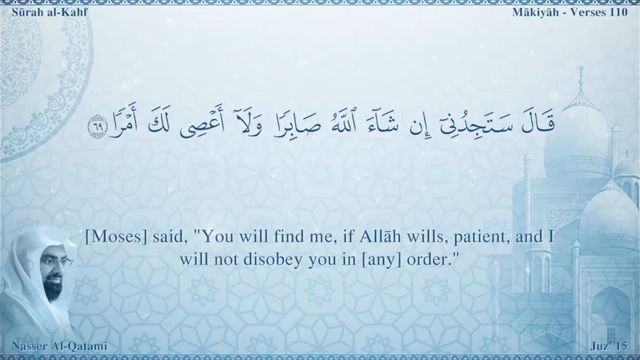 Sūrah al-Kahf
Mākiyāh - Verses 110
قَالَ سَتَجِدُنِىٓ إِن شَآءَ ٱللَّهُ صَابِرًا وَلَآ أَعْصِى لَكَ أَمْرًا ٦٩
[Moses] said, "You will find me, if Allāh wills, patient, and I
will not disobey you in [any] order."
Nasser Al-Qatami
Juz' 15